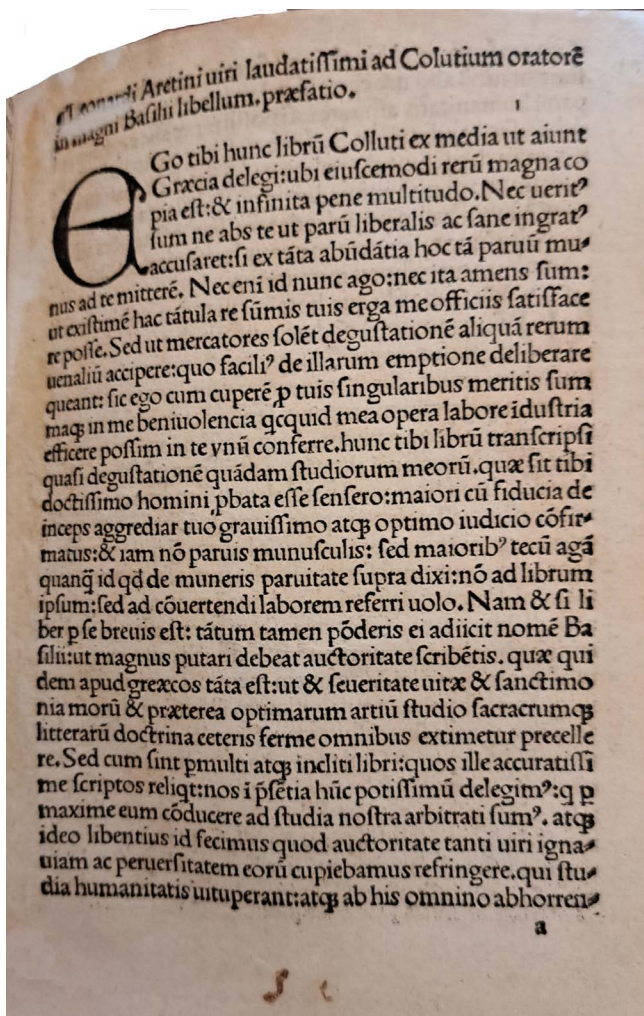 Leonardi Aretini uiri laudatissimi ad Colutium oratorē
in magni Basilii libellum. præfatio.
EGo tibi hunc librū Colluti ex media ut aiunt
Græcia delegi:ubi eiuscemodi rerū magna co
pia est:& infinita pene multitudo. Nec uerit⁹
sum ne abs te ut parū liberalis ac sane ingrat⁹
accusaret:si ex tāta abūdātia hoc tā paruū mu⸗
nus ad te mitterē. Nec eni id nunc ago:nec ita amens sum:
ut existimē hac tātula re sūmis tuis erga me officiis satisface
re posse. Sed ut mercatores solēt degustationē aliquā rerum
uenaliū accipere:quo facili⁹ de illarum emptione deliberare
queant: sic ego cum cuperē ꝓ tuis singularibus meritis sum
maqꝫ in me beniuolencia qcquid mea opera labore īdustria
efficere possim in te vnū conferre. hunc tibi librū transcripsi
quasi degustationē quādam studiorum meorū. quæ sit tibi
doctissimo homini ꝓbata esse sensero:maiori cū fiducia de
inceps aggrediar tuo grauissimo atqꝫ optimo iudicio cōfir⸗
matus:& iam nō paruis munusculis: sed maiorib⁹ tecū agā
quanq̄ id qd de muneris paruitate supra dixi:nō ad librum
ipsum:sed ad cōuertendi laborem referri uolo. Nam & si li
ber p se breuis est: tātum tamen pōderis ei adiicit nomē Ba
silii:ut magnus putari debeat auctoritate scribētis. quæ qui
dem apud græcos tāta est:ut & seueritate uitæ & sanctimo
nia morū & præterea optimarum artiū studio sacracrumqꝫ
litterarū doctrina ceteris ferme omnibus extimetur precelle
re. Sed cum sint ꝑmulti atqꝫ incliti libri:quos ille accuratissi
me scriptos reliqt:nos ī p̄sētia hūc potissimū delegim⁹:q ꝑ
maxime eum cōducere ad studia nostra arbitrati sum⁹. atqꝫ
ideo libentius id fecimus quod auctoritate tanti uiri igna⸗
uiam ac peruersitatem eorū cupiebamus refringere. qui stu⸗
dia humanitatis uituperant:atqꝫ ab his omnino abhorren⸗
a